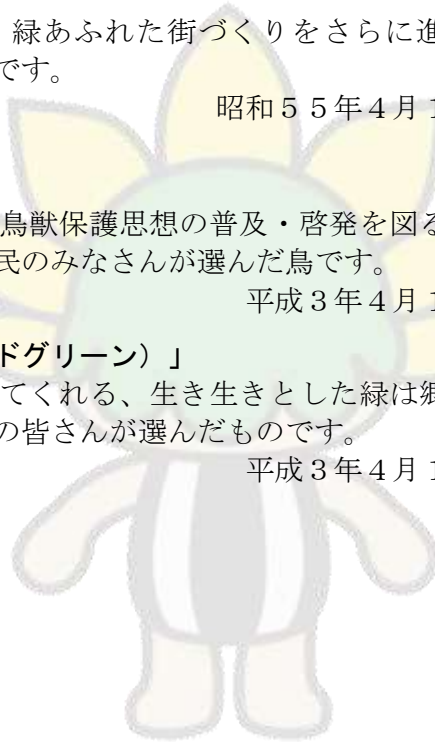 緑あふれた街づくりをさらに進
です。
昭和５５年４月１
鳥獣保護思想の普及・啓発を図る
民のみなさんが選んだ鳥です。
平成３年４月１
ドグリーン）」
てくれる、生き生きとした緑は郷
の皆さんが選んだものです。
平成３年４月１